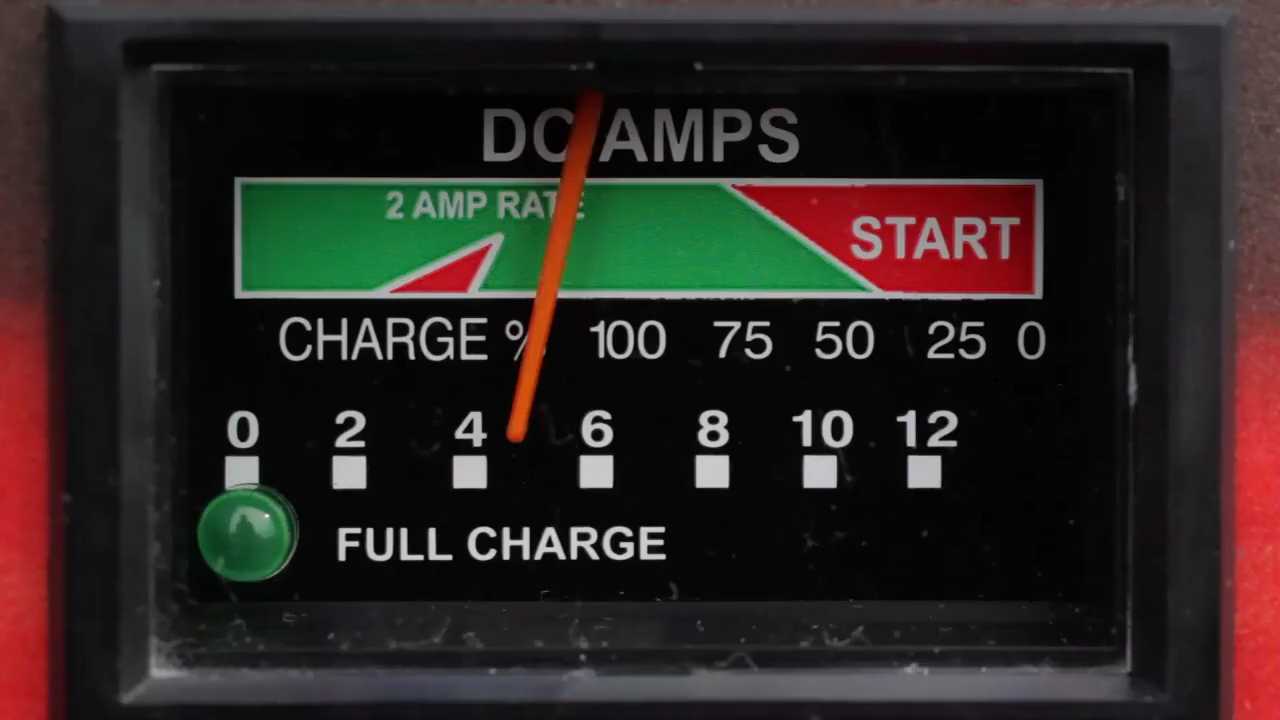 DC AMPS
2 AMP RATE
START
CHARGE % 100 75 50 25 0
0 2 4 6 8 10 12
FULL CHARGE